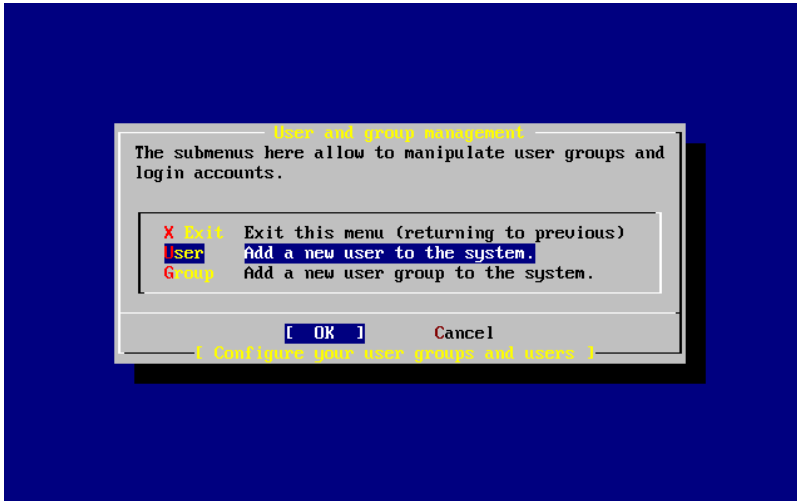 User and group management
The submenus here allow to manipulate user groups and
login accounts.
X Exit Exit this menu (returning to previous)
User Add a new user to the system.
Group Add a new user group to the system.
[ OK ] Cancel
[ Configure your user groups and users ]